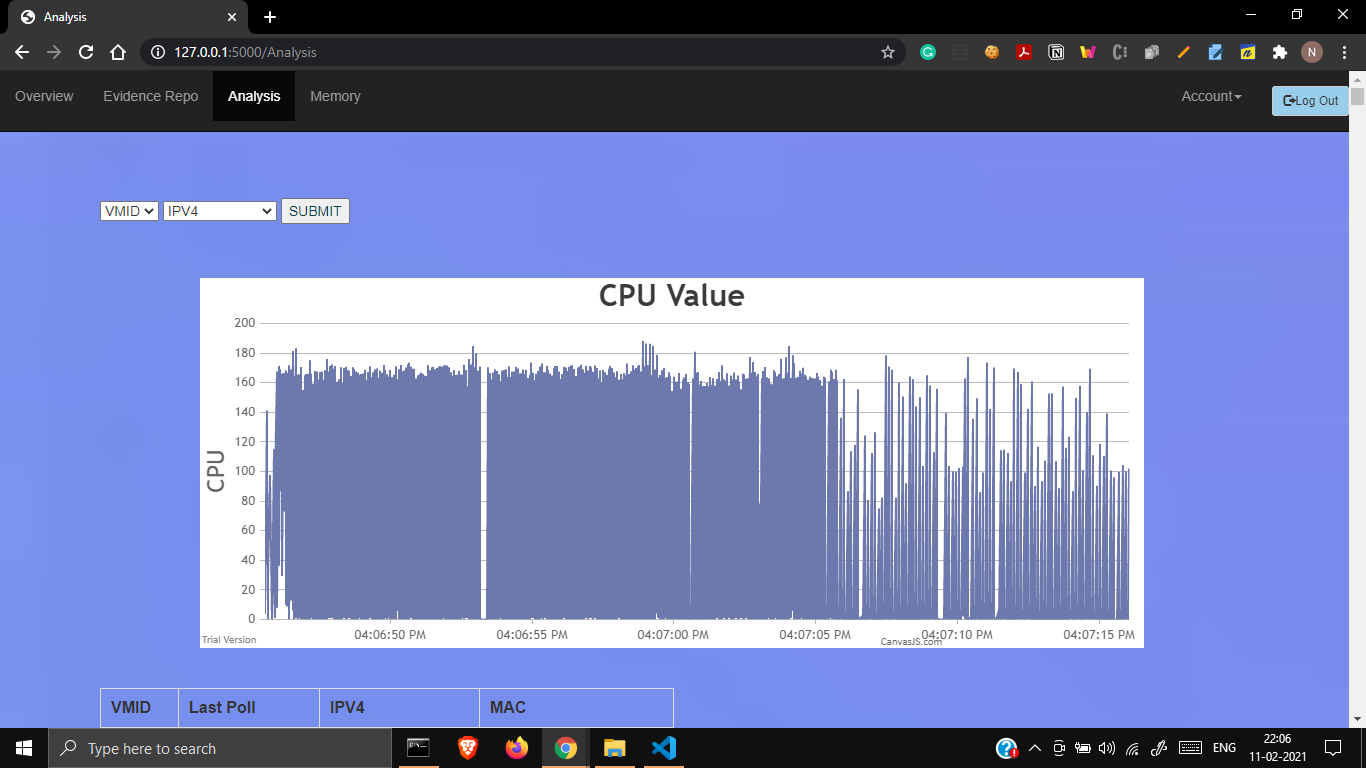 Analysis
127.0.0.1:5000/Analysis
N
Overview Evidence Repo Analysis Memory Account Log Out
VMID IPV4 SUBMIT
CPU Value
CPU
200
180
160
140
120
100
80
60
40
20
0
04:06:50 PM 04:06:55 PM 04:07:00 PM 04:07:05 PM 04:07:10 PM 04:07:15 PM
Trial Version CanvasJS.com
VMID Last Poll IPV4 MAC
Type here to search
ENG
22:06
11-02-2021